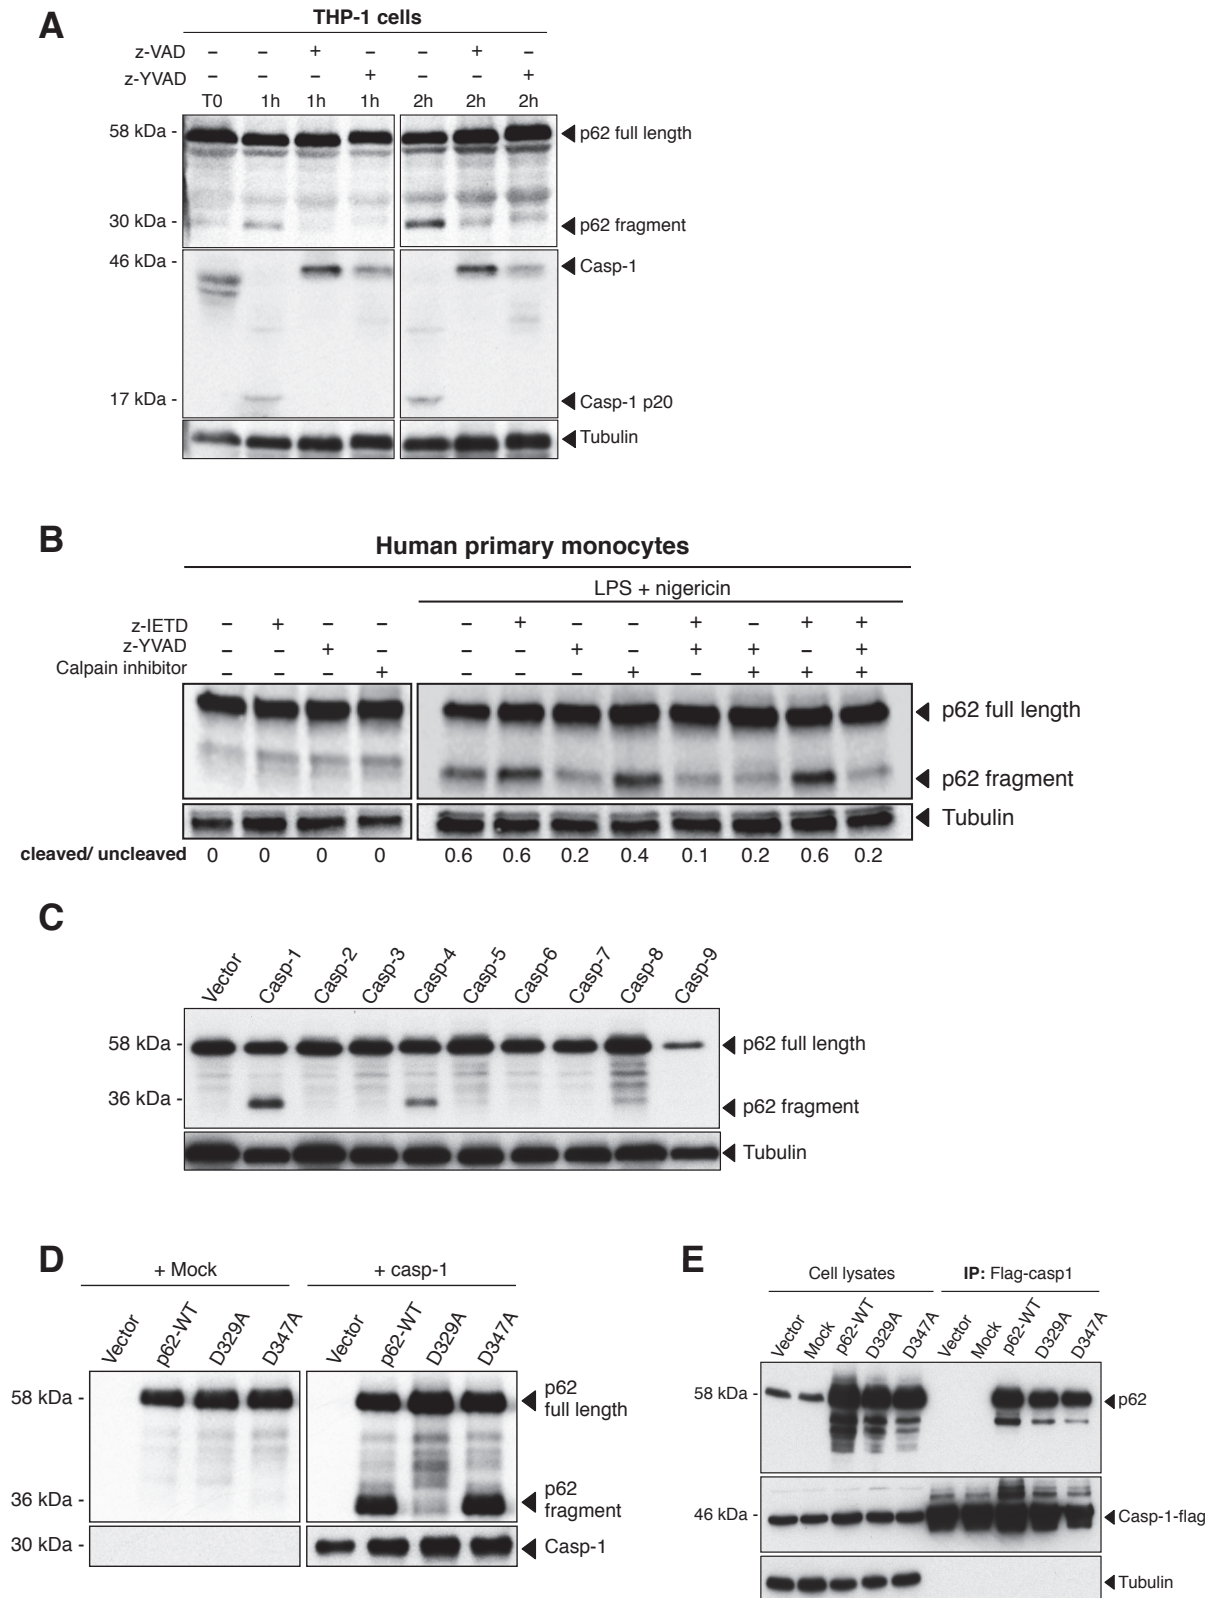 A
THP-1 cells
z-VAD – – + – – + –
z-YVAD – – – + – – +
T0 1h 1h 1h 2h 2h 2h
58 kDa - p62 full length
30 kDa - p62 fragment
46 kDa - Casp-1
17 kDa - Casp-1 p20
Tubulin
B
Human primary monocytes
LPS + nigericin
z-IETD – + – – – + – – + – + +
z-YVAD – – + – – – + – + + – +
Calpain inhibitor – – – + – – – + – + + +
p62 full length
p62 fragment
Tubulin
cleaved/ uncleaved 0 0 0 0 0.6 0.6 0.2 0.4 0.1 0.2 0.6 0.2
C
Vector Casp-1 Casp-2 Casp-3 Casp-4 Casp-5 Casp-6 Casp-7 Casp-8 Casp-9
58 kDa - p62 full length
36 kDa - p62 fragment
Tubulin
D
+ Mock + casp-1
Vector p62-WT D329A D347A Vector p62-WT D329A D347A
58 kDa - p62
full length
36 kDa - p62
fragment
30 kDa - Casp-1
E
Cell lysates IP: Flag-casp1
Vector Mock p62-WT D329A D347A Vector Mock p62-WT D329A D347A
58 kDa - p62
46 kDa - Casp-1-flag
Tubulin